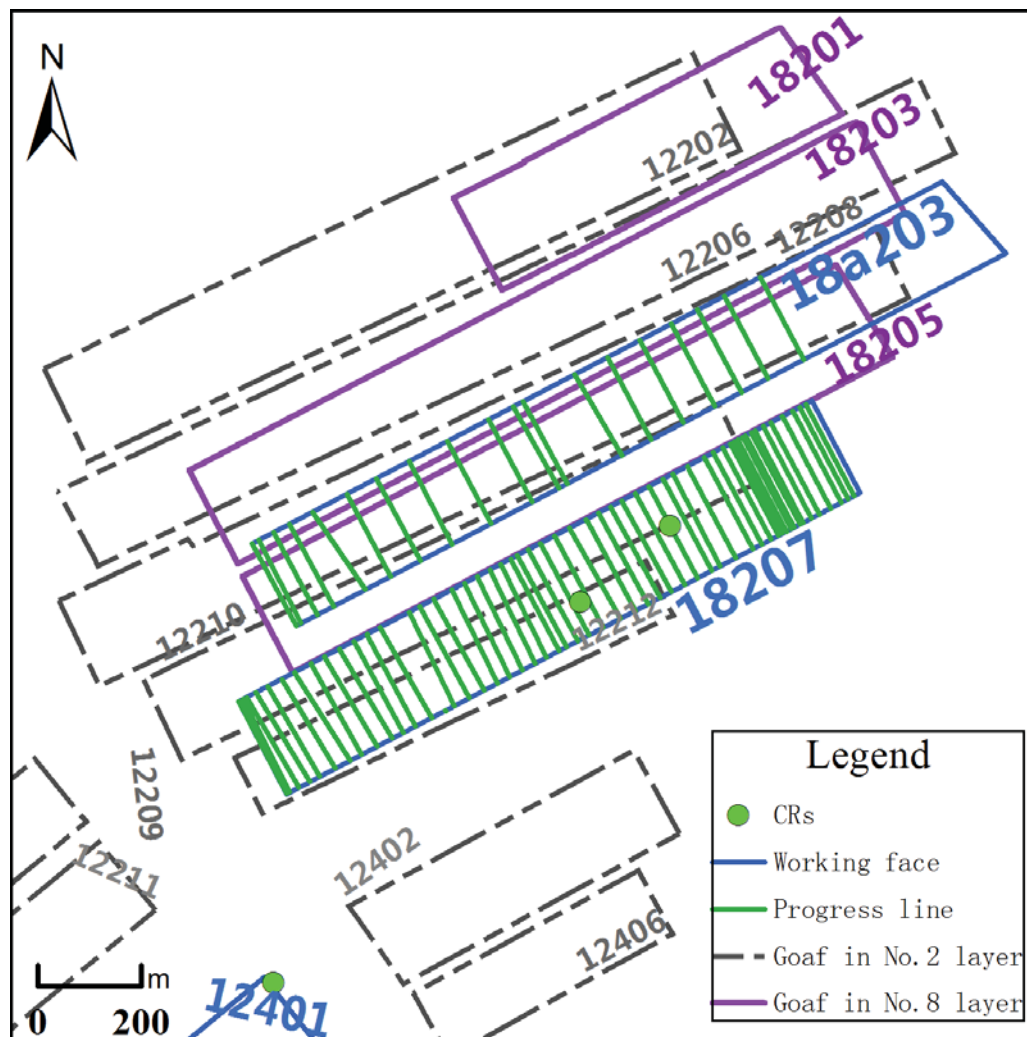 N
18201
18203
12202
12206
12208
18a203
18205
12210
12212
18207
12209
12211
12402
12406
12401
0
200
m
Legend
CRs
Working face
Progress line
Goaf in No.2 layer
Goaf in No.8 layer